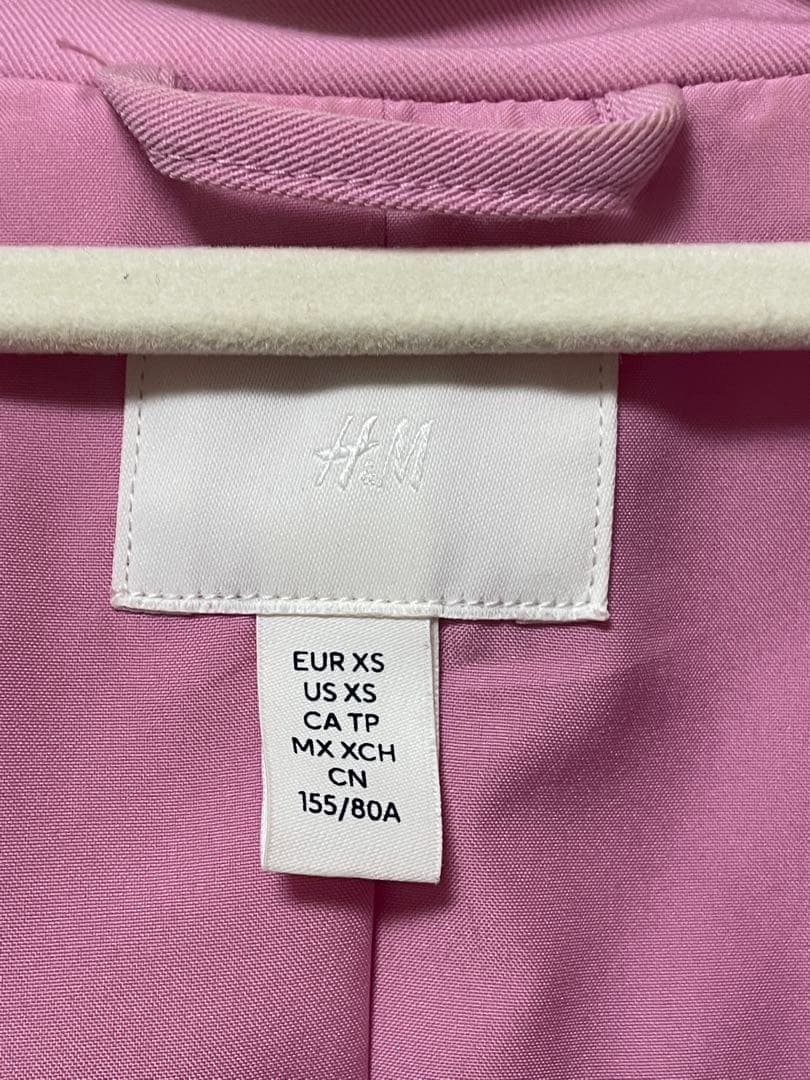 H&M
EUR XS
US XS
CA TP
MX XCH
CN
155/80A